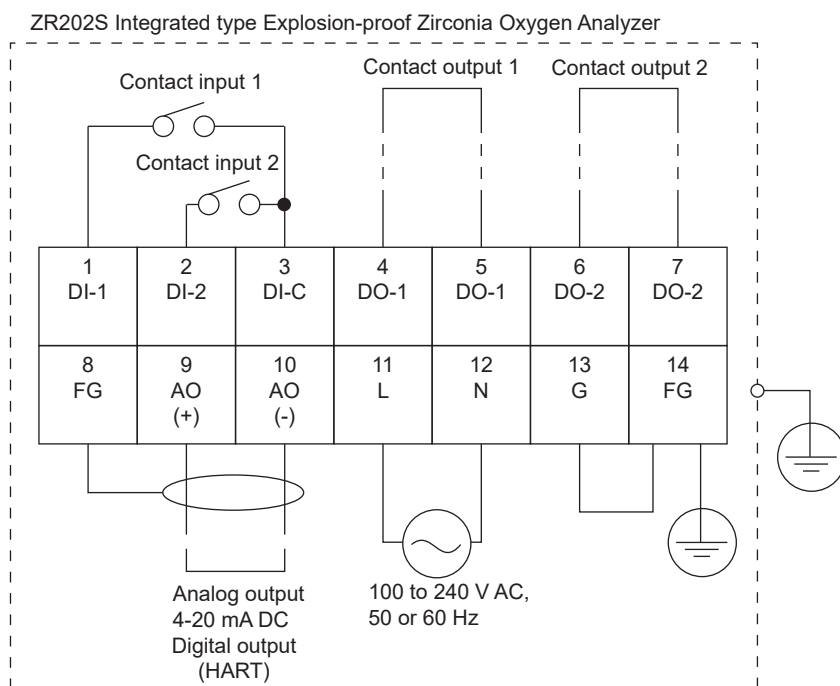 ZR202S Integrated type Explosion-proof Zirconia Oxygen Analyzer
Contact input 1
Contact output 1
Contact output 2
Contact input 2
1
DI-1
2
DI-2
3
DI-C
4
DO-1
5
DO-1
6
DO-2
7
DO-2
8
FG
9
AO
(+)
10
AO
(-)
11
L
12
N
13
G
14
FG
Analog output
4-20 mA DC
Digital output
(HART)
100 to 240 V AC,
50 or 60 Hz